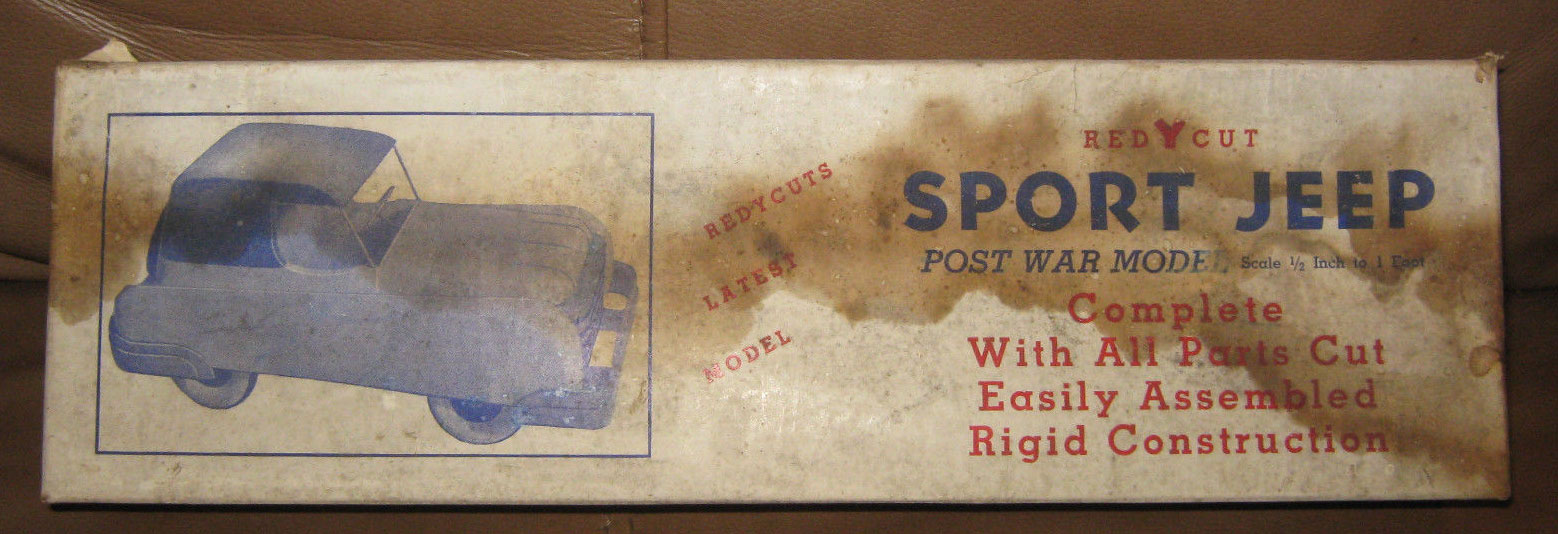 REDYCUTS
LATEST
MODEL
REDYCUT
SPORT JEEP
POST WAR MODEL Scale 1/2 Inch to 1 Foot
Complete
With All Parts Cut
Easily Assembled
Rigid Construction